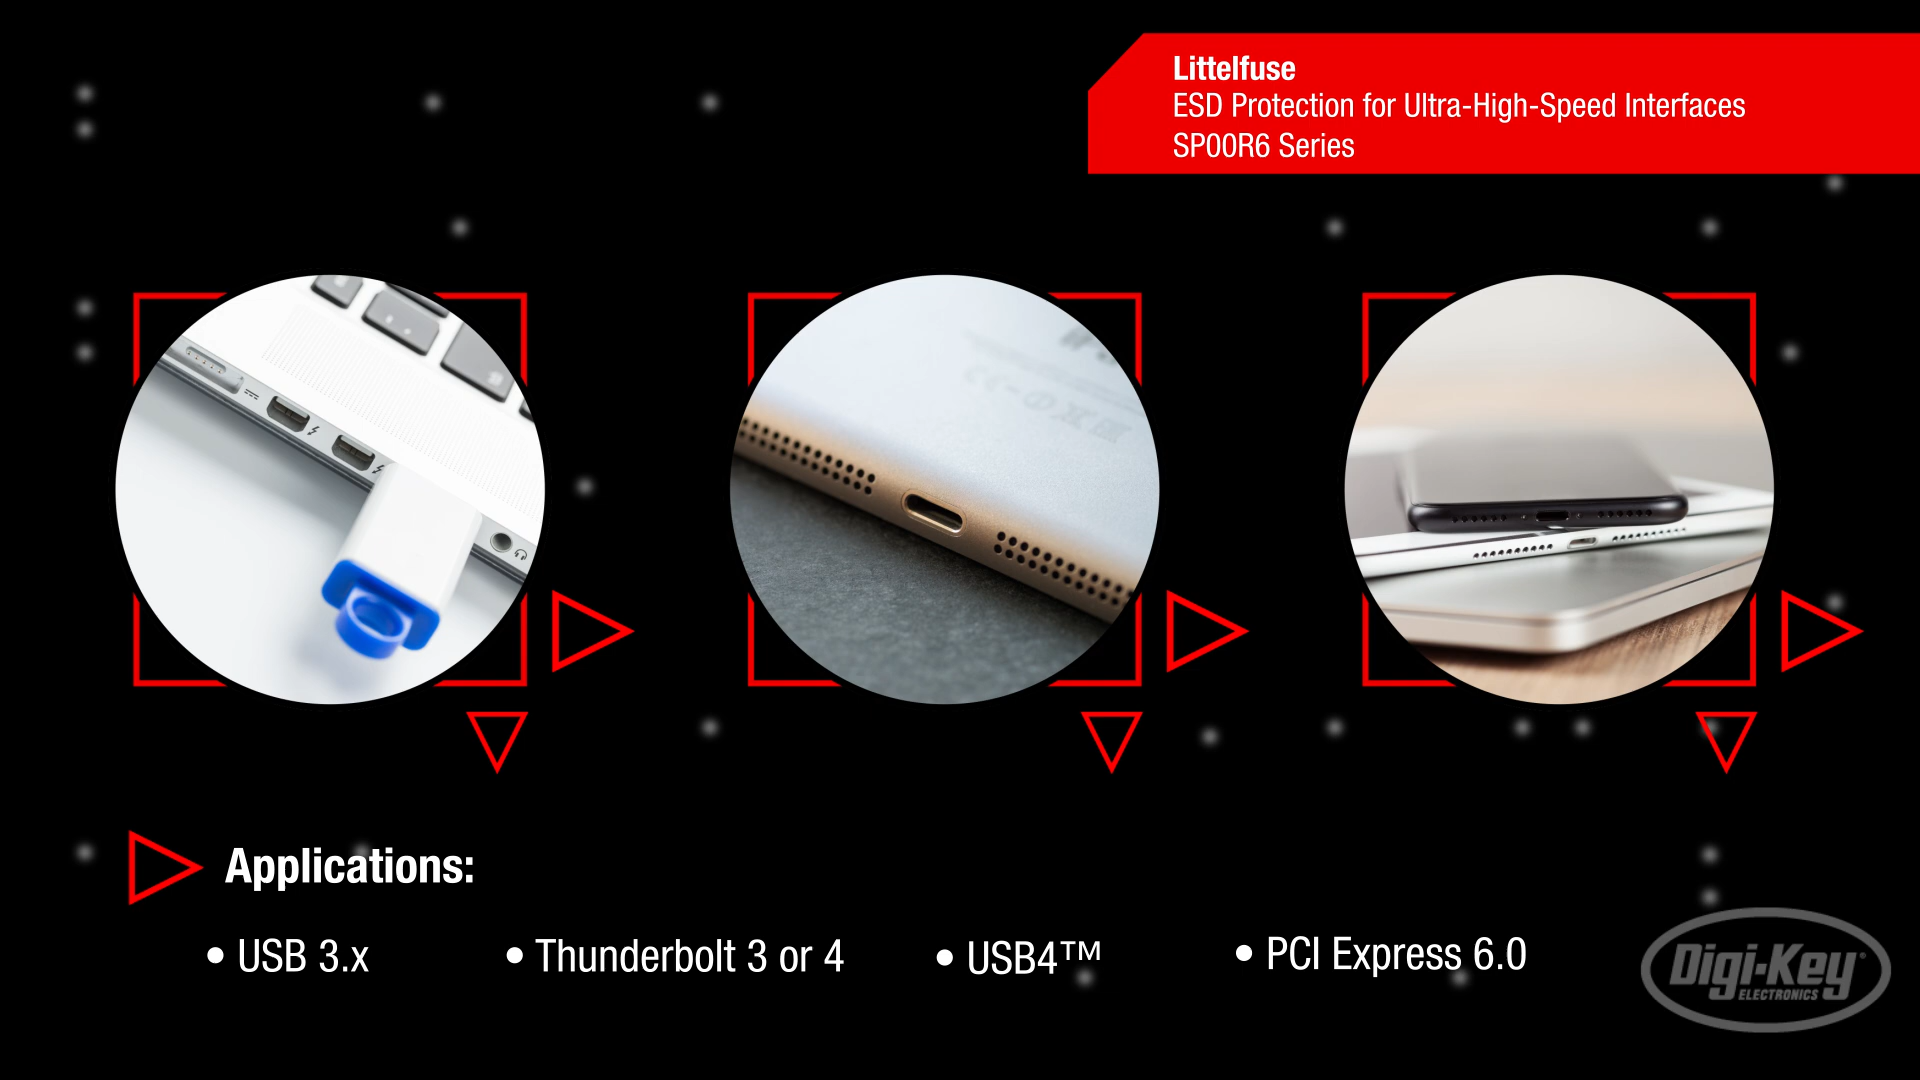 Littelfuse
ESD Protection for Ultra-High-Speed Interfaces
SP00R6 Series
Applications:
• USB 3.x
• Thunderbolt 3 or 4
• USB4™
• PCI Express 6.0
Digi-Key®
ELECTRONICS